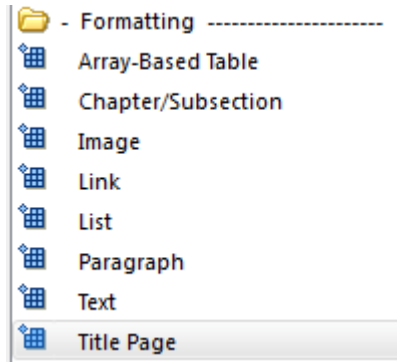 - Formatting ----------------------
Array-Based Table
Chapter/Subsection
Image
Link
List
Paragraph
Text
Title Page